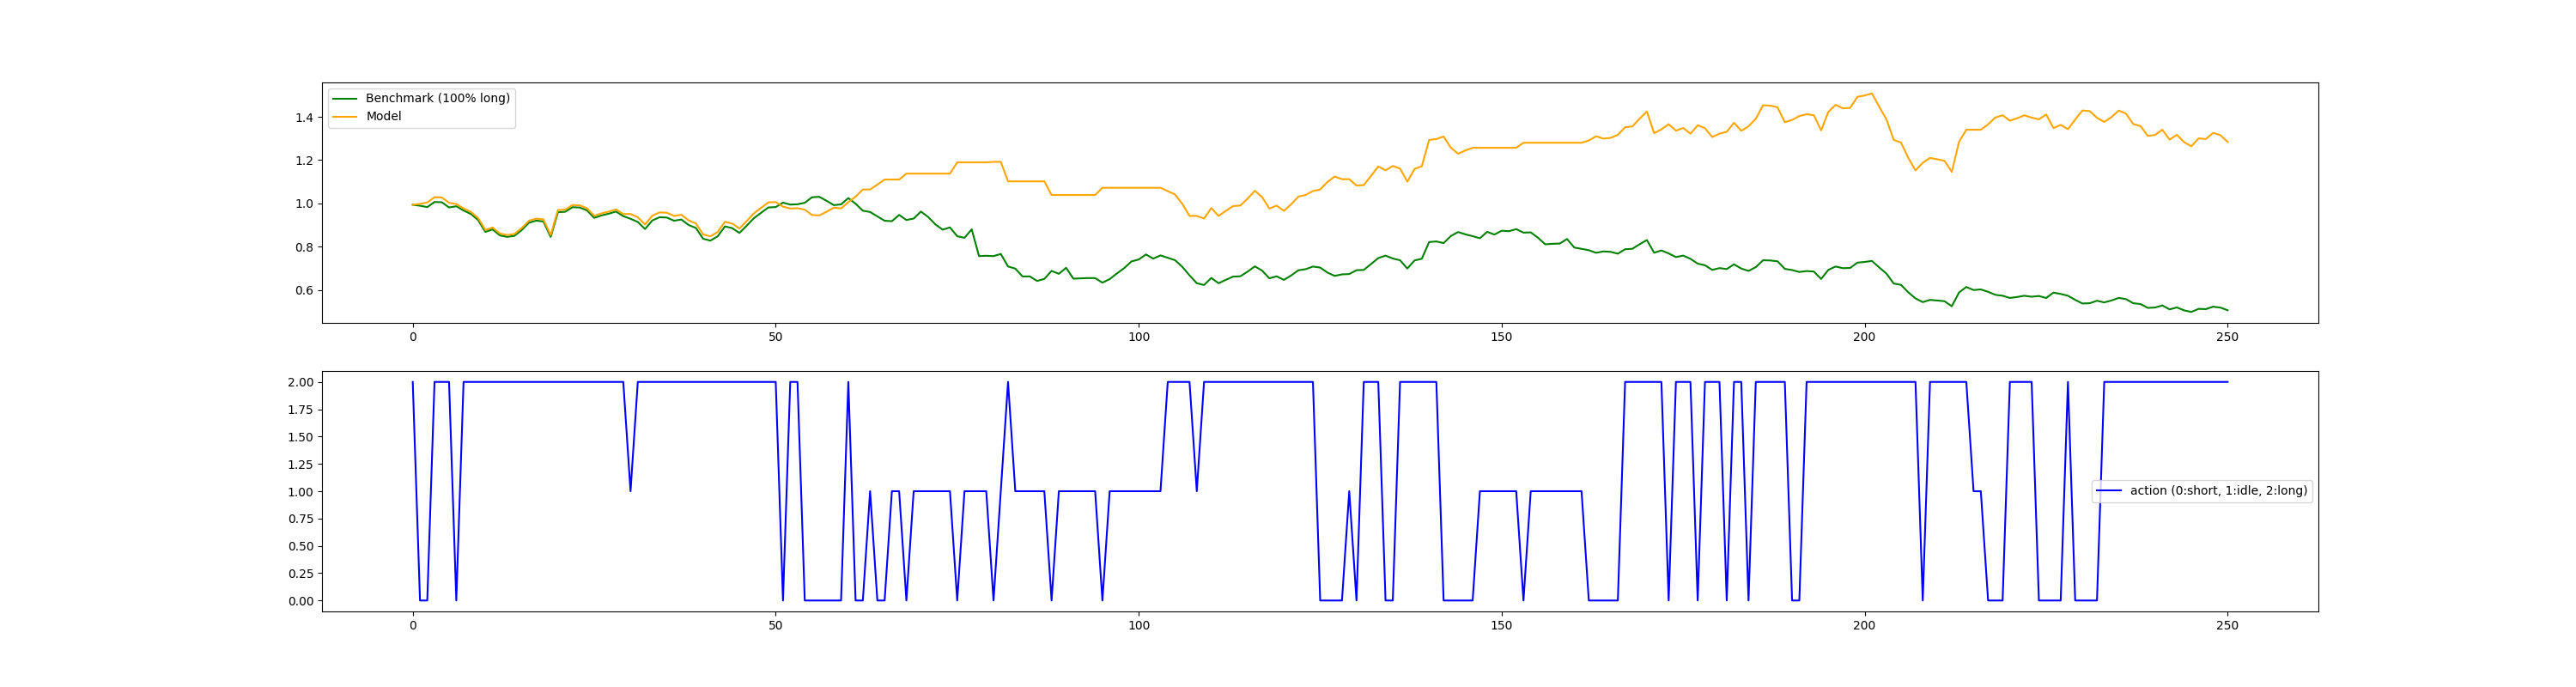 Benchmark (100% long)
Model
1.4
1.2
1.0
0.8
0.6
0 50 100 150 200 250
2.00
1.75
1.50
1.25
1.00
0.75
0.50
0.25
0.00
action (0:short, 1:idle, 2:long)
0 50 100 150 200 250